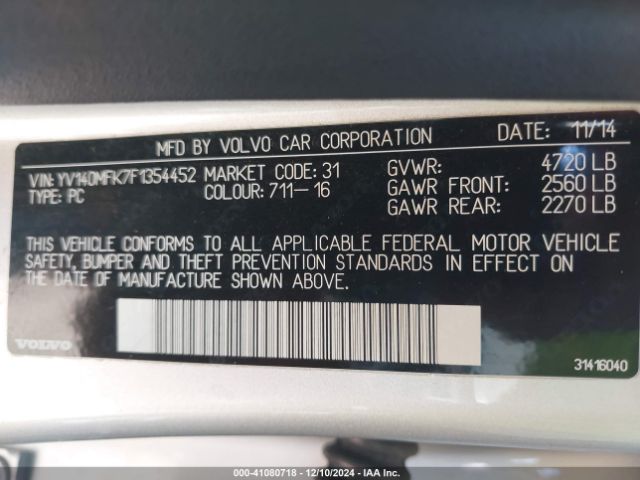 MFD BY VOLVO CAR CORPORATION DATE: 11/14
VIN: YV140MFK7F1354452 MARKET CODE: 31 GVWR: 4720 LB
TYPE: PC COLOUR: 711-16 GAWR FRONT: 2560 LB
GAWR REAR: 2270 LB
THIS VEHICLE CONFORMS TO ALL APPLICABLE FEDERAL MOTOR VEHICLE
SAFETY, BUMPER AND THEFT PREVENTION STANDARDS IN EFFECT ON
THE DATE OF MANUFACTURE SHOWN ABOVE.
VOLVO 31416040
000-41080718 - 12/10/2024 - IAA Inc.